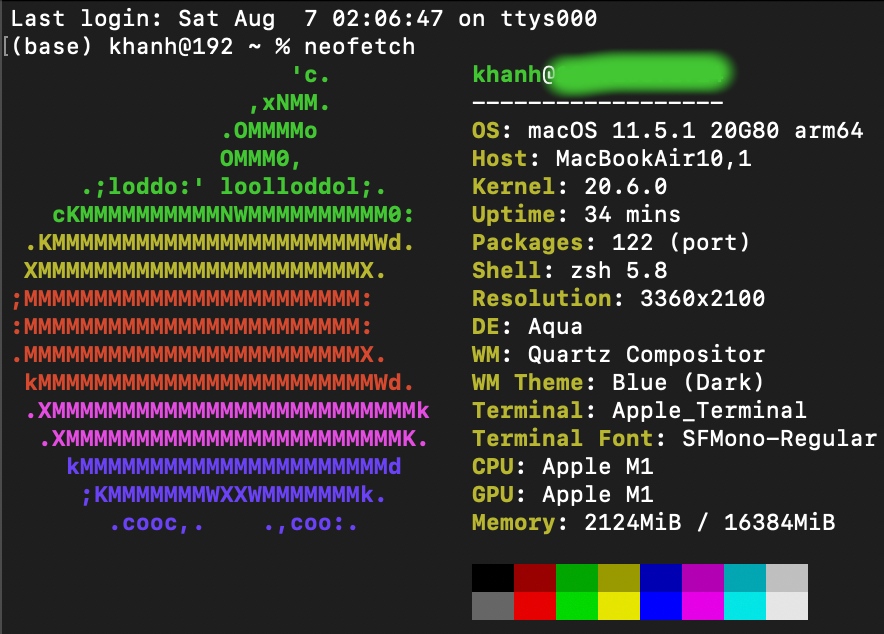 Last login: Sat Aug  7 02:06:47 on ttys000
[(base) khanh@192 ~ % neofetch
                    'c.
                 ,xNMM.
               .OMMMMo
               OMMM0,
     .;loddo:' loolloddol;.
   cKMMMMMMMMMMNWMMMMMMMMMM0:
 .KMMMMMMMMMMMMMMMMMMMMMMMWd.
 XMMMMMMMMMMMMMMMMMMMMMMMX.
;MMMMMMMMMMMMMMMMMMMMMMMM:
:MMMMMMMMMMMMMMMMMMMMMMMM:
.MMMMMMMMMMMMMMMMMMMMMMMMX.
 kMMMMMMMMMMMMMMMMMMMMMMMMWd.
 .XMMMMMMMMMMMMMMMMMMMMMMMMMMk
  .XMMMMMMMMMMMMMMMMMMMMMMMMK.
    kMMMMMMMMMMMMMMMMMMMMMMd
     ;KMMMMMMMWXXWMMMMMMMk.
       .cooc,.    .,coo:.
khanh@
------------------
OS: macOS 11.5.1 20G80 arm64
Host: MacBookAir10,1
Kernel: 20.6.0
Uptime: 34 mins
Packages: 122 (port)
Shell: zsh 5.8
Resolution: 3360x2100
DE: Aqua
WM: Quartz Compositor
WM Theme: Blue (Dark)
Terminal: Apple_Terminal
Terminal Font: SFMono-Regular
CPU: Apple M1
GPU: Apple M1
Memory: 2124MiB / 16384MiB